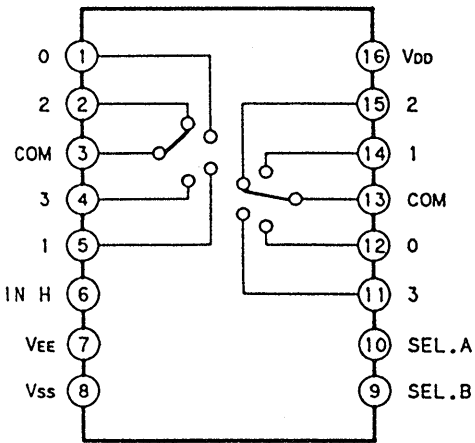 0 1 16 VDD
2 2 15 2
COM 3 14 1
3 4 13 COM
1 5 12 0
IN H 6 11 3
VEE 7 10 SEL.A
VSS 8 9 SEL.B